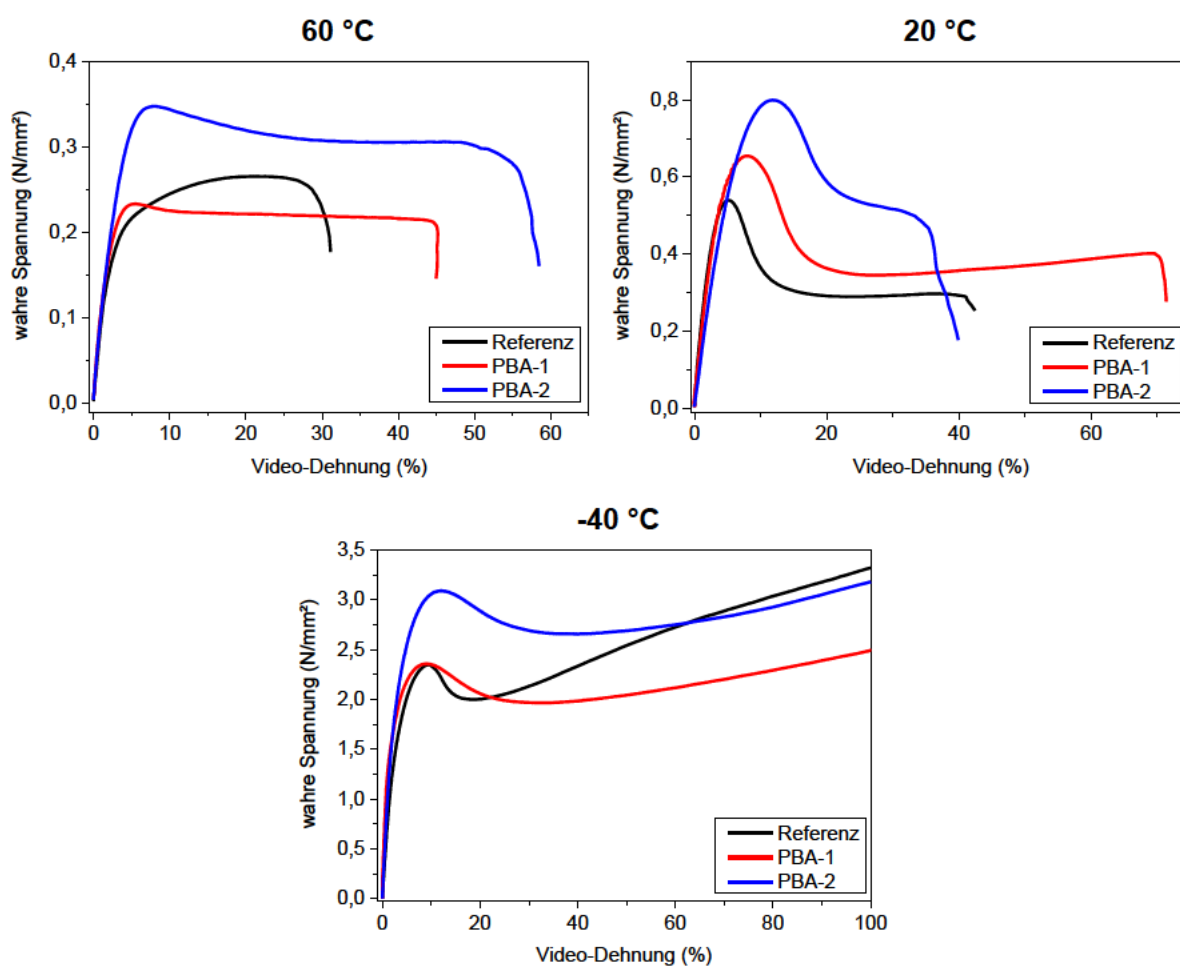 60 °C
wahre Spannung (N/mm²)
0,4
0,3
0,2
0,1
0,0
0 10 20 30 40 50 60
Video-Dehnung (%)
Referenz
PBA-1
PBA-2
20 °C
wahre Spannung (N/mm²)
0,8
0,6
0,4
0,2
0,0
0 20 40 60
Video-Dehnung (%)
Referenz
PBA-1
PBA-2
-40 °C
wahre Spannung (N/mm²)
3,5
3,0
2,5
2,0
1,5
1,0
0,5
0,0
0 20 40 60 80 100
Video-Dehnung (%)
Referenz
PBA-1
PBA-2